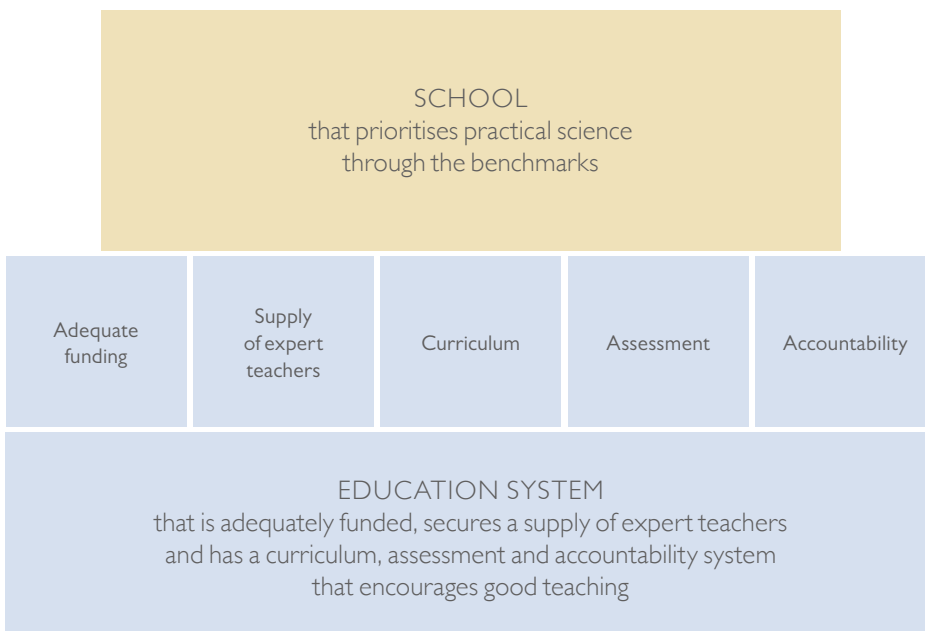 SCHOOL
that prioritises practical science
through the benchmarks
Adequate
funding
Supply
of expert
teachers
Curriculum
Assessment
Accountability
EDUCATION SYSTEM
that is adequately funded, secures a supply of expert teachers
and has a curriculum, assessment and accountability system
that encourages good teaching